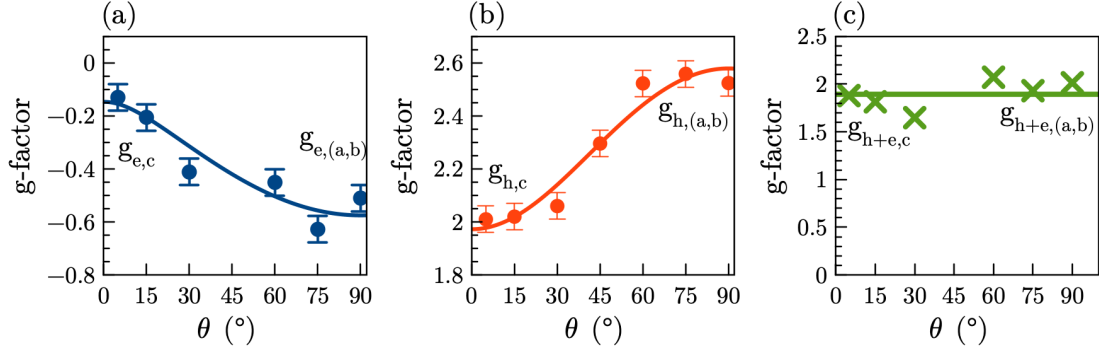 (a)
g-factor
0
−0.2
−0.4
−0.6
−0.8
0 15 30 45 60 75 90
θ (°)
g_e,c
g_e,(a,b)
(b)
g-factor
2.6
2.4
2.2
2
1.8
0 15 30 45 60 75 90
θ (°)
g_h,c
g_h,(a,b)
(c)
g-factor
2.5
2
1.5
1
0.5
0
0 15 30 45 60 75 90
θ (°)
g_h+e,c
g_h+e,(a,b)